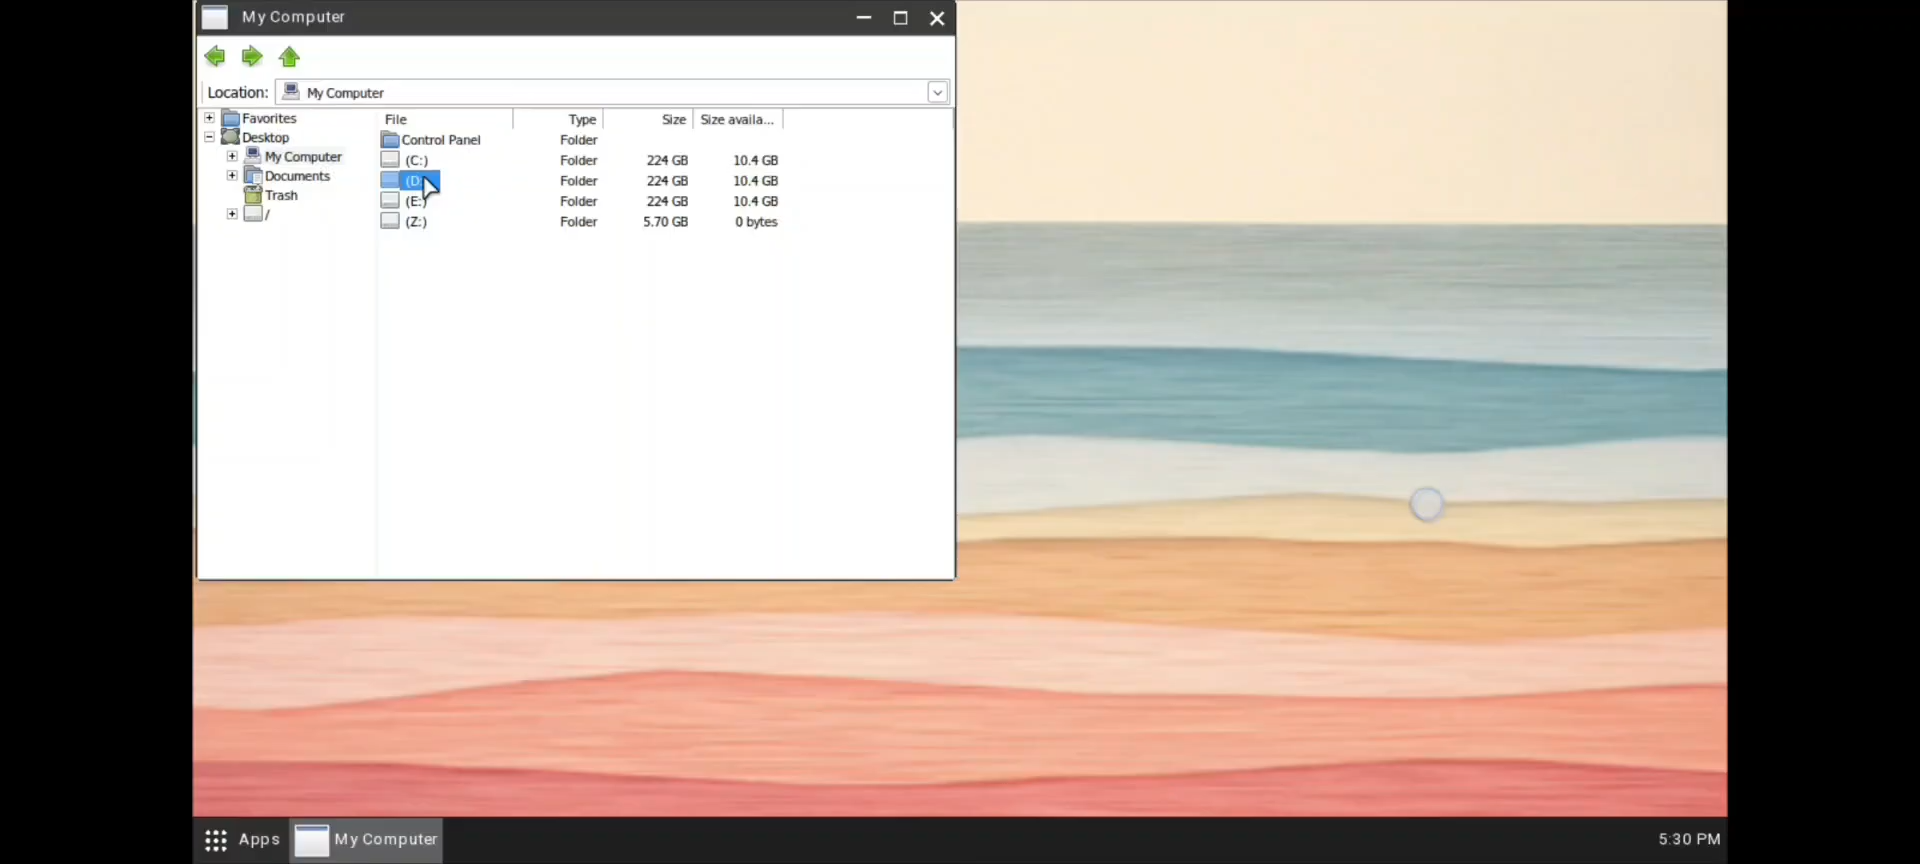 My Computer
Location: My Computer
Favorites
Desktop
My Computer
Documents
Trash
/
File Type Size Size availa...
Control Panel Folder
(C:) Folder 224 GB 10.4 GB
(D Folder 224 GB 10.4 GB
(E:) Folder 224 GB 10.4 GB
(Z:) Folder 5.70 GB 0 bytes
Apps My Computer 5:30 PM